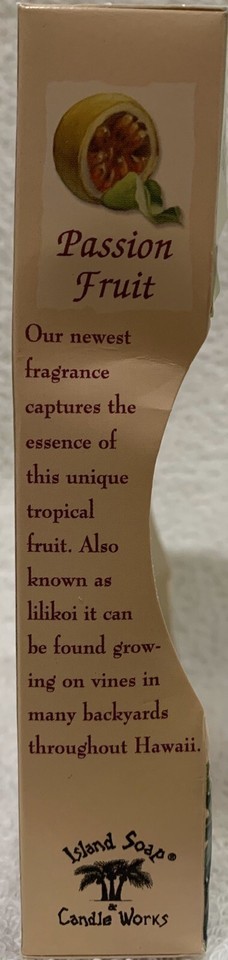 Passion
Fruit
Our newest
fragrance
captures the
essence of
this unique
tropical
fruit. Also
known as
lilikoi it can
be found grow-
ing on vines in
many backyards
throughout Hawaii.
Island Soap®
&
Candle Works